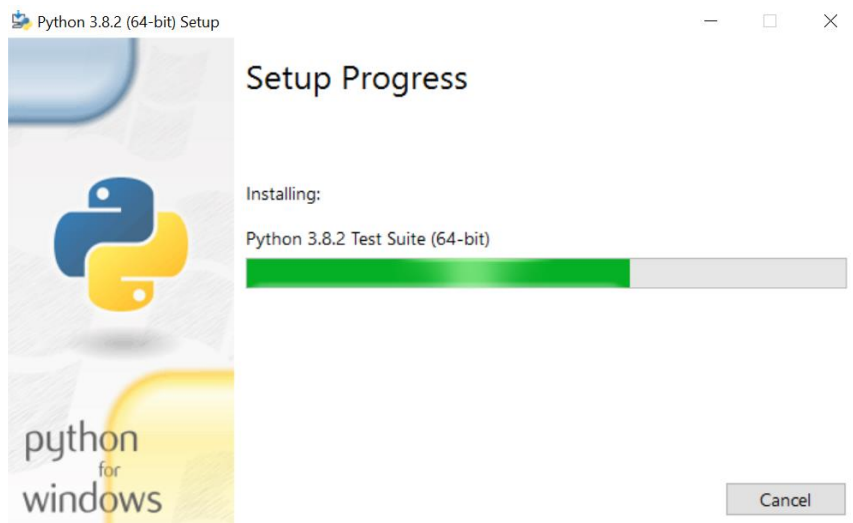 Python 3.8.2 (64-bit) Setup
Setup Progress
Installing:
Python 3.8.2 Test Suite (64-bit)
python
for
windows
Cancel